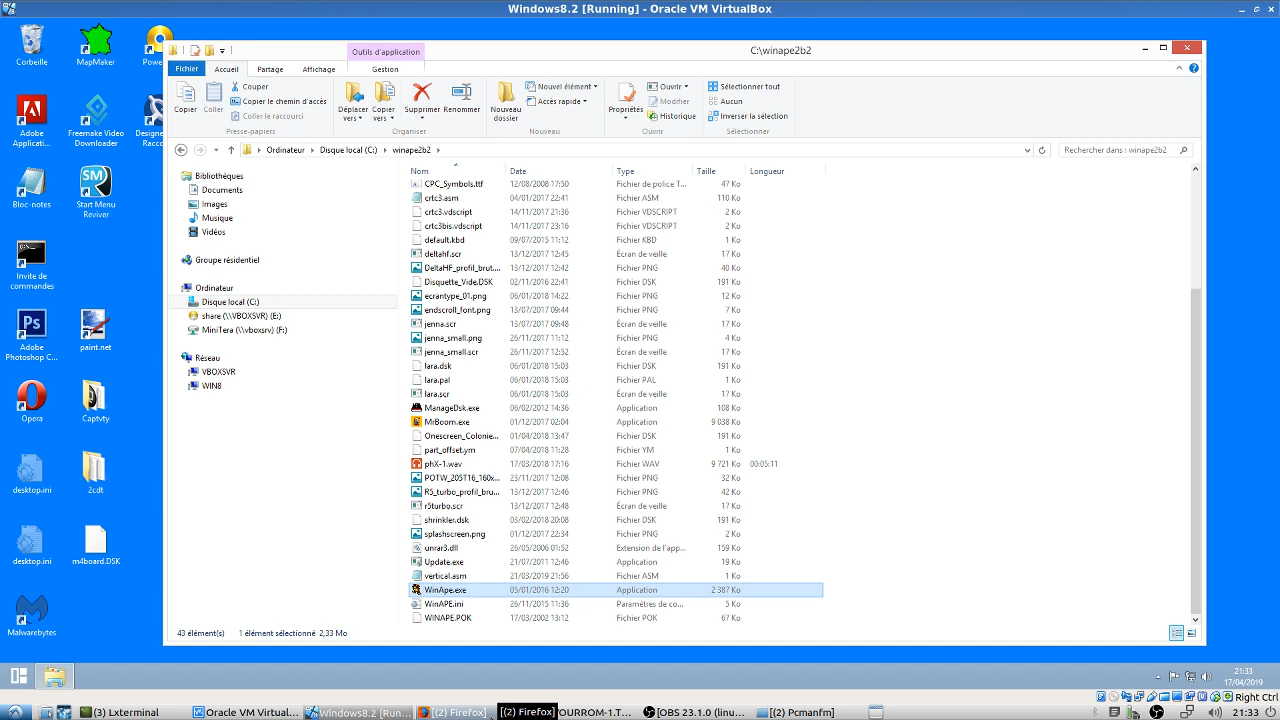 Windows8.2 [Running] - Oracle VM VirtualBox
Corbeille
MapMaker
Adobe
Applicati...
Freemake Video
Downloader
Bloc-notes
Start Menu
Reviver
Invite de
commandes
Adobe
Photoshop C...
paint.net
Opera
Captvty
desktop.ini
2cdt
desktop.ini
m4board.DSK
Malwarebytes
Outils d'application
C:\winape2b2
Fichier Accueil Partage Affichage Gestion
Copier
Coller
Couper
Copier le chemin d'accès
Coller le raccourci
Presse-papiers
Déplacer
vers
Copier
vers
Supprimer
Renommer
Organiser
Nouveau
dossier
Nouvel élément
Accès rapide
Nouveau
Propriétés
Ouvrir
Modifier
Historique
Ouvrir
Sélectionner tout
Aucun
Inverser la sélection
Sélectionner
Ordinateur Disque local (C:) winape2b2
Rechercher dans : winape2b2
Bibliothèques
Documents
Images
Musique
Vidéos
Groupe résidentiel
Ordinateur
Disque local (C:)
share (\\VBOXSVR) (E:)
MiniTera (\\vboxsrv) (F:)
Réseau
VBOXSVR
WIN8
Nom Date Type Taille Longueur
CPC_Symbols.ttf 12/08/2008 17:50 Fichier de police T... 47 Ko
crtc3.asm 04/01/2017 22:41 Fichier ASM 110 Ko
crtc3.vdscript 14/11/2017 21:36 Fichier VDSCRIPT 2 Ko
crtc3bis.vdscript 14/11/2017 23:16 Fichier VDSCRIPT 2 Ko
default.kbd 09/07/2015 11:12 Fichier KBD 1 Ko
deltahf.scr 13/12/2017 12:45 Écran de veille 17 Ko
DeltaHF_profil_brut.... 13/12/2017 12:42 Fichier PNG 40 Ko
Disquette_Vide.DSK 02/11/2016 22:41 Fichier DSK 191 Ko
ecrantype_01.png 06/01/2018 14:22 Fichier PNG 12 Ko
endscroll_font.png 13/07/2017 09:44 Fichier PNG 7 Ko
jenna.scr 13/07/2017 09:48 Écran de veille 17 Ko
jenna_small.png 26/11/2017 11:12 Fichier PNG 4 Ko
jenna_small.scr 26/11/2017 12:52 Écran de veille 17 Ko
lara.dsk 06/01/2018 15:03 Fichier DSK 191 Ko
lara.pal 06/01/2018 15:03 Fichier PAL 1 Ko
lara.scr 06/01/2018 15:03 Écran de veille 17 Ko
ManageDsk.exe 06/02/2012 14:36 Application 108 Ko
MrBoom.exe 01/12/2017 02:04 Application 9 038 Ko
Onescreen_Colonie... 01/04/2018 13:47 Fichier DSK 191 Ko
part_offset.ym 07/04/2018 11:28 Fichier YM 1 Ko
phX-1.wav 17/03/2018 17:16 Fichier WAV 9 721 Ko 00:05:11
POTW_205T16_160x... 23/11/2017 12:08 Fichier PNG 32 Ko
R5_turbo_profil_bru... 13/12/2017 12:46 Fichier PNG 24 Ko
r5turbo.scr 13/12/2017 12:48 Écran de veille 17 Ko
shrinkler.dsk 03/02/2018 20:08 Fichier DSK 191 Ko
splashscreen.png 01/12/2017 22:34 Fichier PNG 2 Ko
unrar3.dll 26/05/2006 01:52 Extension de l'app... 159 Ko
Update.exe 21/07/2011 12:46 Application 19 Ko
vertical.asm 21/03/2019 21:56 Fichier ASM 1 Ko
WinApe.exe 05/01/2016 12:20 Application 2 387 Ko
WinAPE.ini 26/11/2015 11:36 Paramètres de co... 5 Ko
WINAPE.POK 17/03/2002 13:12 Fichier POK 67 Ko
43 élément(s) 1 élément sélectionné 2,33 Mo
21:33
17/04/2019
Right Ctrl
(3) Lxterminal
Oracle VM Virtual...
Windows8.2 [Runn...
[(2) Firefox]
[(2) Firefox]
OURROM-1.T...
[OBS 23.1.0 (linu...
[(2) Pcmanfm]
21:33